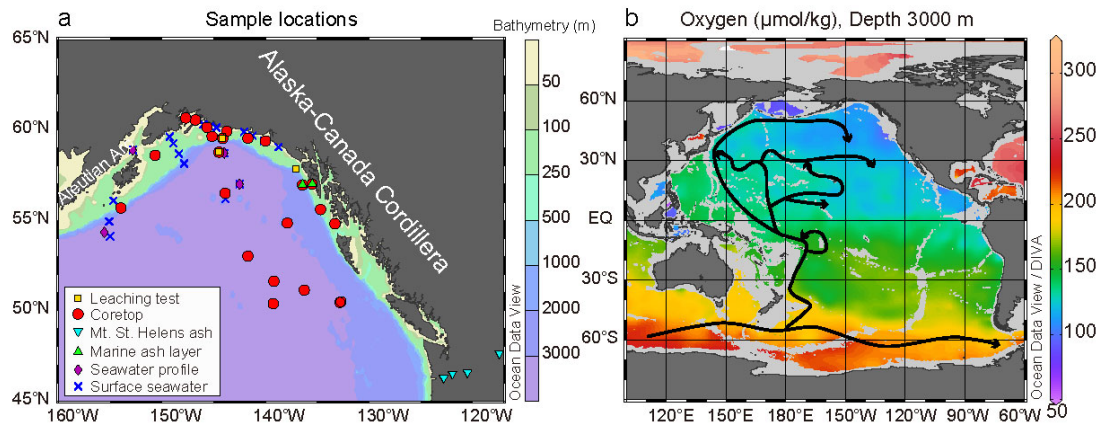 a
Sample locations
Bathymetry (m)
65°N
60°N
55°N
50°N
45°N
160°W
150°W
140°W
130°W
120°W
Alaska-Canada Cordillera
50
100
250
500
1000
2000
3000
Ocean Data View
Leaching test
Coretop
Mt. St. Helens ash
Marine ash layer
Seawater profile
Surface seawater
b
Oxygen (μmol/kg), Depth 3000 m
60°N
30°N
EQ
30°S
60°S
120°E
150°E
180°E
150°W
120°W
90°W
60°W
Ocean Data View / DIVA
300
250
200
150
100
50